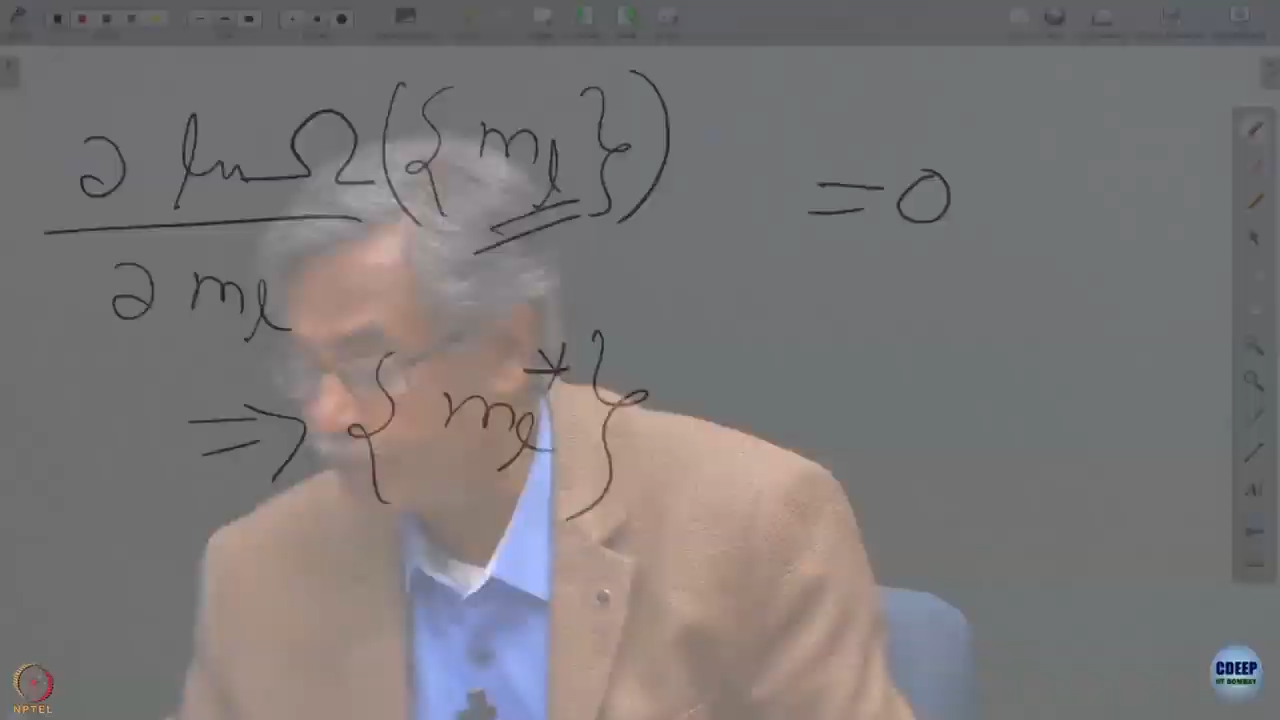 ∂ ln Ω ({m_l}) = 0
∂ m_l
⇒ {m_l*}
NPTEL
CDEEP
IIT BOMBAY